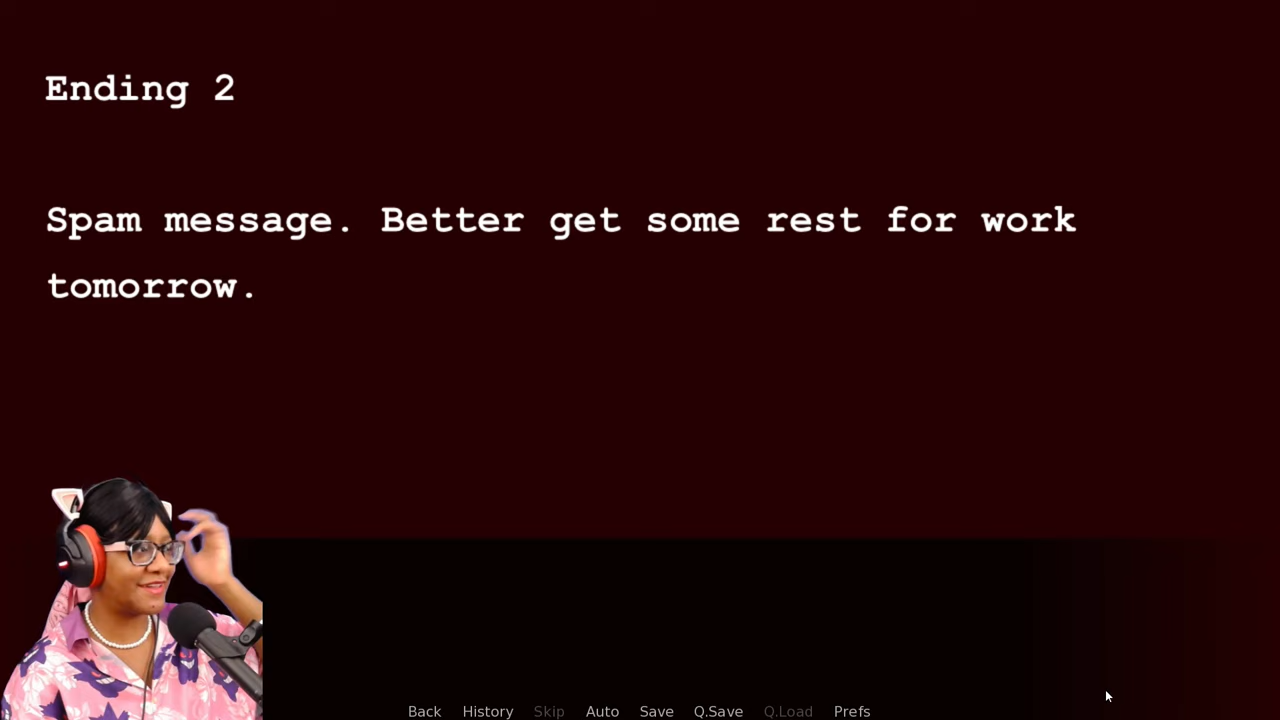 Ending 2
Spam message. Better get some rest for work
tomorrow.
Back History Skip Auto Save Q.Save Q.Load Prefs